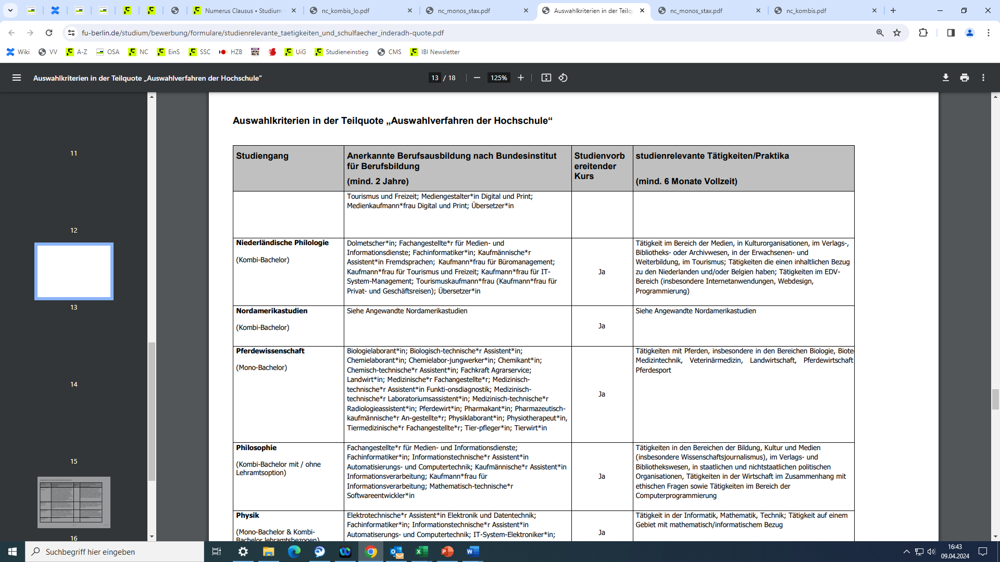 Numerus Clausus • Studium
nc_kombis_lo.pdf
nc_monos_stax.pdf
Auswahlkriterien in der Teilq
nc_monos_stax.pdf
nc_kombis.pdf
fu-berlin.de/studium/bewerbung/formulare/studienrelevante_taetigkeiten_und_schulfaecher_inderadh-quote.pdf
Wiki
VV
A-Z
OSA
NC
EinS
SSC
HZB
UiG
Studieneinstieg
CMS
IBI Newsletter
Auswahlkriterien in der Teilquote „Auswahlverfahren der Hochschule“
13 / 18
125%
11
12
13
14
15
16
Auswahlkriterien in der Teilquote „Auswahlverfahren der Hochschule“
Studiengang
Anerkannte Berufsausbildung nach Bundesinstitut
für Berufsbildung
(mind. 2 Jahre)
Studienvorb
ereitender
Kurs
studienrelevante Tätigkeiten/Praktika
(mind. 6 Monate Vollzeit)
Tourismus und Freizeit; Mediengestalter*in Digital und Print;
Medienkaufmann*frau Digital und Print; Übersetzer*in
Niederländische Philologie
(Kombi-Bachelor)
Dolmetscher*in; Fachangestellte*r für Medien- und
Informationsdienste; Fachinformatiker*in; Kaufmännische*r
Assistent*in Fremdsprachen; Kaufmann*frau für Büromanagement;
Kaufmann*frau für Tourismus und Freizeit; Kaufmann*frau für IT-
System-Management; Tourismuskaufmann*frau (Kaufmann*frau für
Privat- und Geschäftsreisen); Übersetzer*in
Ja
Tätigkeit im Bereich der Medien, in Kulturorganisationen, im Verlags-,
Bibliotheks- oder Archivwesen, in der Erwachsenen- und
Weiterbildung, im Tourismus; Tätigkeiten die einen inhaltlichen Bezug
zu den Niederlanden und/oder Belgien haben; Tätigkeiten im EDV-
Bereich (insbesondere Internetanwendungen, Webdesign,
Programmierung)
Nordamerikastudien
(Kombi-Bachelor)
Siehe Angewandte Nordamerikastudien
Ja
Siehe Angewandte Nordamerikastudien
Pferdewissenschaft
(Mono-Bachelor)
Biologielaborant*in; Biologisch-technische*r Assistent*in;
Chemielaborant*in; Chemielabor-jungwerker*in; Chemikant*in;
Chemisch-technische*r Assistent*in; Fachkraft Agrarservice;
Landwirt*in; Medizinische*r Fachangestellte*r; Medizinisch-
technische*r Assistent*in Funkti-onsdiagnostik; Medizinisch-
technische*r Laboratoriumsassistent*in; Medizinisch-technische*r
Radiologieassistent*in; Pferdewirt*in; Pharmakant*in; Pharmazeutisch-
kaufmännische*r An-gestellte*r; Physiklaborant*in; Physiotherapeut*in,
Tiermedizinische*r Fachangestellte*r; Tier-pfleger*in; Tierwirt*in
Ja
Tätigkeiten mit Pferden, insbesondere in den Bereichen Biologie, Biote
Medizintechnik, Veterinärmedizin, Landwirtschaft, Pferdewirtschaft
Pferdesport
Philosophie
(Kombi-Bachelor mit / ohne
Lehramtsoption)
Fachangestellte*r für Medien- und Informationsdienste;
Fachinformatiker*in; Informationstechnische*r Assistent*in
Automatisierungs- und Computertechnik; Kaufmännische*r Assistent*in
Informationsverarbeitung; Kaufmann*frau für
Informationsverarbeitung; Mathematisch-technische*r
Softwareentwickler*in
Ja
Tätigkeiten in den Bereichen der Bildung, Kultur und Medien
(insbesondere Wissenschaftsjournalismus), im Verlags- und
Bibliothekswesen, in staatlichen und nichtstaatlichen politischen
Organisationen, Tätigkeiten in der Wirtschaft im Zusammenhang mit
ethischen Fragen sowie Tätigkeiten im Bereich der
Computerprogrammierung
Physik
(Mono-Bachelor & Kombi-
Bachelor lehramtsbezogen)
Elektrotechnische*r Assistent*in Elektronik und Datentechnik;
Fachinformatiker*in; Informationstechnische*r Assistent*in
Automatisierungs- und Computertechnik; IT-System-Elektroniker*in;
Ja
Tätigkeit in der Informatik, Mathematik, Technik; Tätigkeit auf einem
Gebiet mit mathematisch/informatischem Bezug
Suchbegriff hier eingeben
16:43
09.04.2024